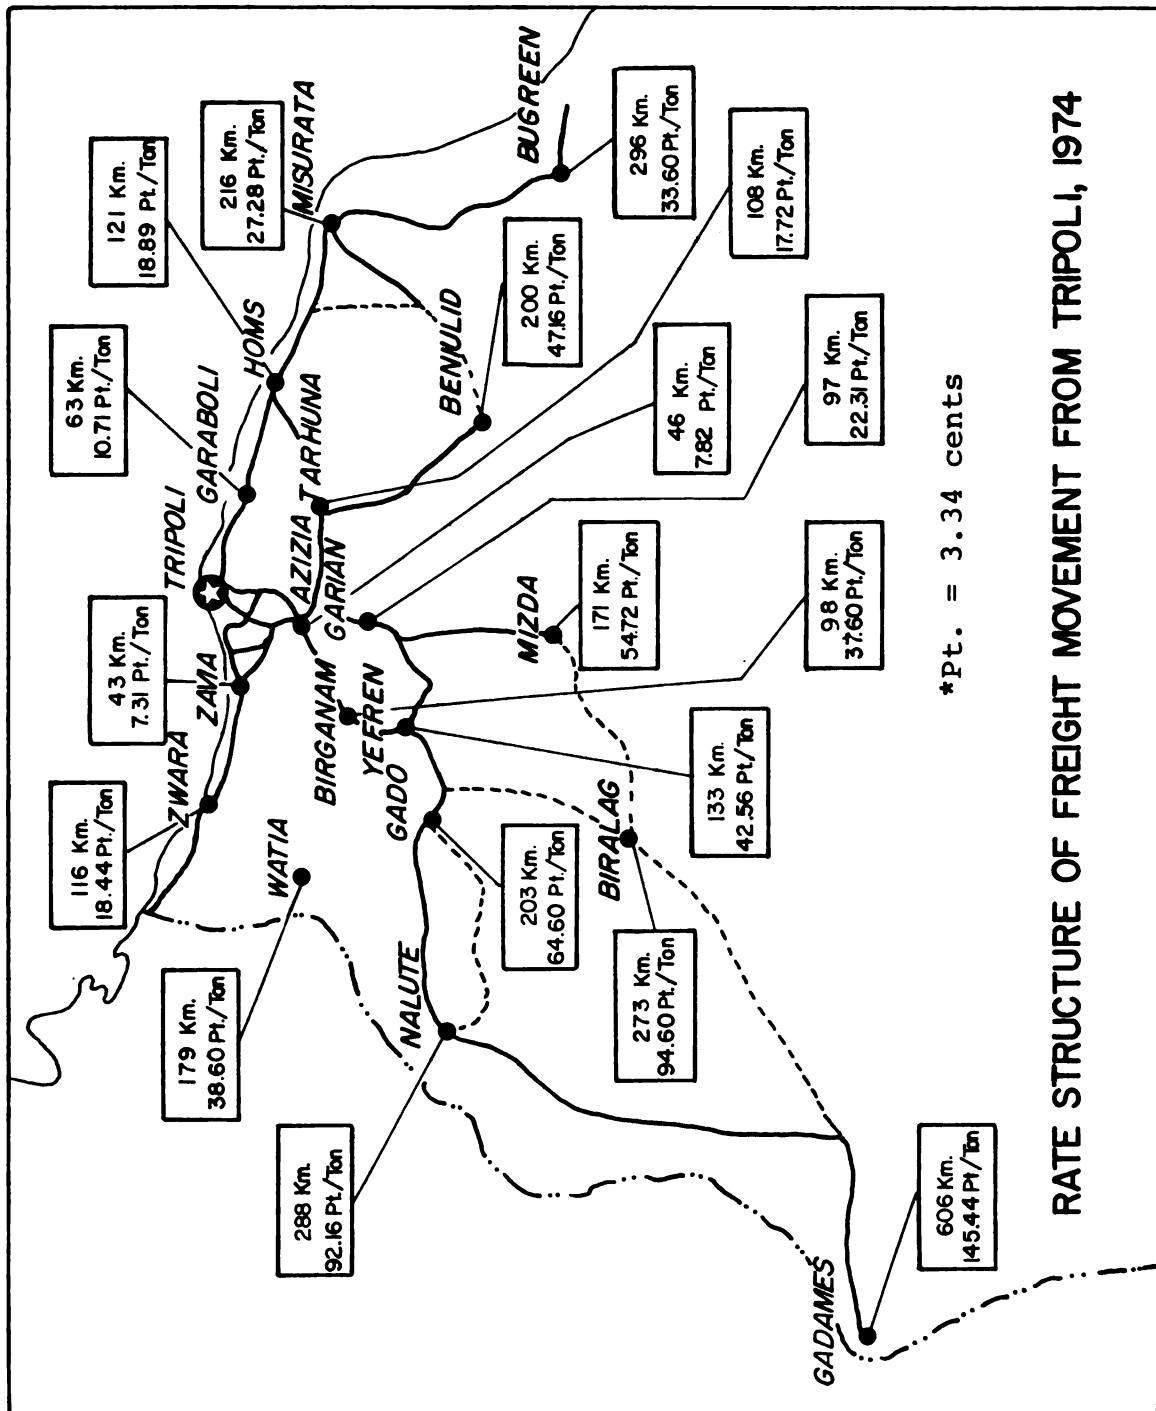 116 Km.
18.44 Pt./Ton
63 Km.
10.71 Pt./Ton
43 Km.
7.31 Pt./Ton
121 Km.
18.89 Pt./Ton
179 Km.
38.60 Pt./Ton
ZWARA
ZAVIA
TRIPOLI
GARABOLI
HOMS
216 Km.
27.28 Pt./Ton
MISURATA
288 Km.
92.16 Pt./Ton
WATIA
AZIZIA
TARHUNA
BIRGANAM
GARIAN
YEFREN
GADO
NALUTE
BENIULID
BUGREEN
203 Km.
64.60 Pt./Ton
MIZDA
200 Km.
47.16 Pt./Ton
171 Km.
54.72 Pt./Ton
BIRALAG
273 Km.
94.60 Pt./Ton
296 Km.
33.60 Pt./Ton
46 Km.
7.82 Pt./Ton
133 Km.
42.56 Pt./Ton
108 Km.
17.72 Pt./Ton
GADAMES
98 Km.
37.60 Pt./Ton
97 Km.
22.31 Pt./Ton
606 Km.
145.44 Pt/Ton
*Pt. = 3.34 cents
RATE STRUCTURE OF FREIGHT MOVEMENT FROM TRIPOLI, 1974